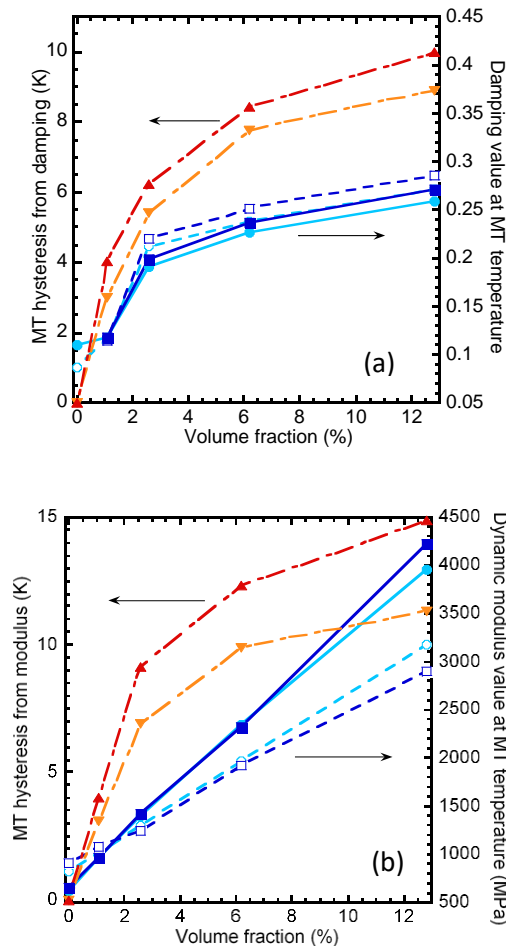 0.45
10
0.4
8
0.35
0.3
6
0.25
4
0.2
0.15
2
0.1
0
0.05
0 2 4 6 8 10 12
Volume fraction (%)
MT hysteresis from damping (K)
Damping value at MT temperature
(a)
15
4500
4000
3500
10
3000
2500
2000
5
1500
1000
0
500
0 2 4 6 8 10 12
Volume fraction (%)
MT hysteresis from modulus (K)
Dynamic modulus value at MT temperature (MPa)
(b)